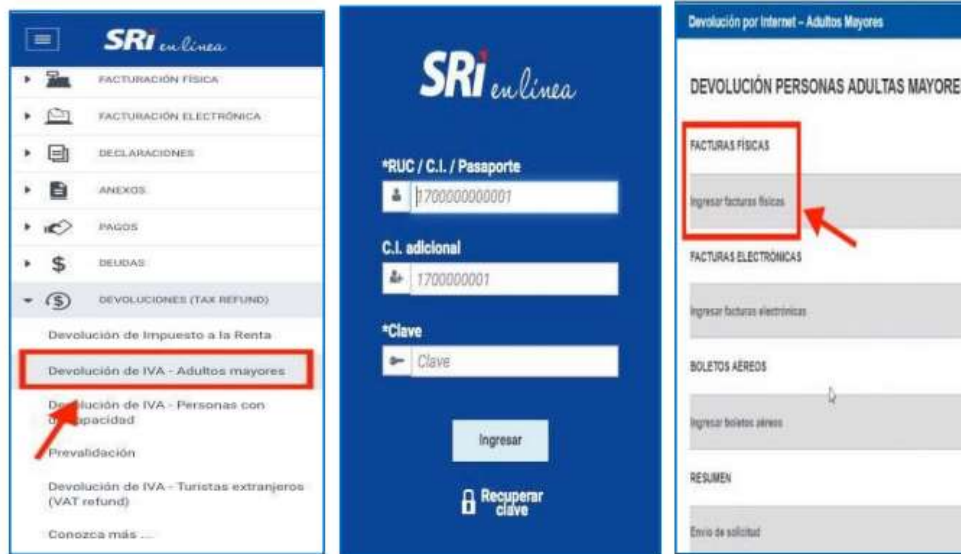 SRi en línea
FACTURACIÓN FÍSICA
FACTURACIÓN ELECTRÓNICA
DECLARACIONES
ANEXOS
PAGOS
DEUDAS
DEVOLUCIONES (TAX REFUND)
Devolución de Impuesto a la Renta
Devolución de IVA - Adultos mayores
Devolución de IVA - Personas con
discapacidad
Prevalidación
Devolución de IVA - Turistas extranjeros
(VAT refund)
Conozca más ...
SRi en línea
*RUC / C.I. / Pasaporte
1700000000001
C.I. adicional
1700000001
*Clave
Clave
Ingresar
Recuperar
clave
Devolución por Internet – Adultos Mayores
DEVOLUCIÓN PERSONAS ADULTAS MAYORE
FACTURAS FÍSICAS
Ingresar facturas físicas
FACTURAS ELECTRÓNICAS
Ingresar facturas electrónicas
BOLETOS AÉREOS
Ingresar boletos aéreos
RESUMEN
Envío de solicitud